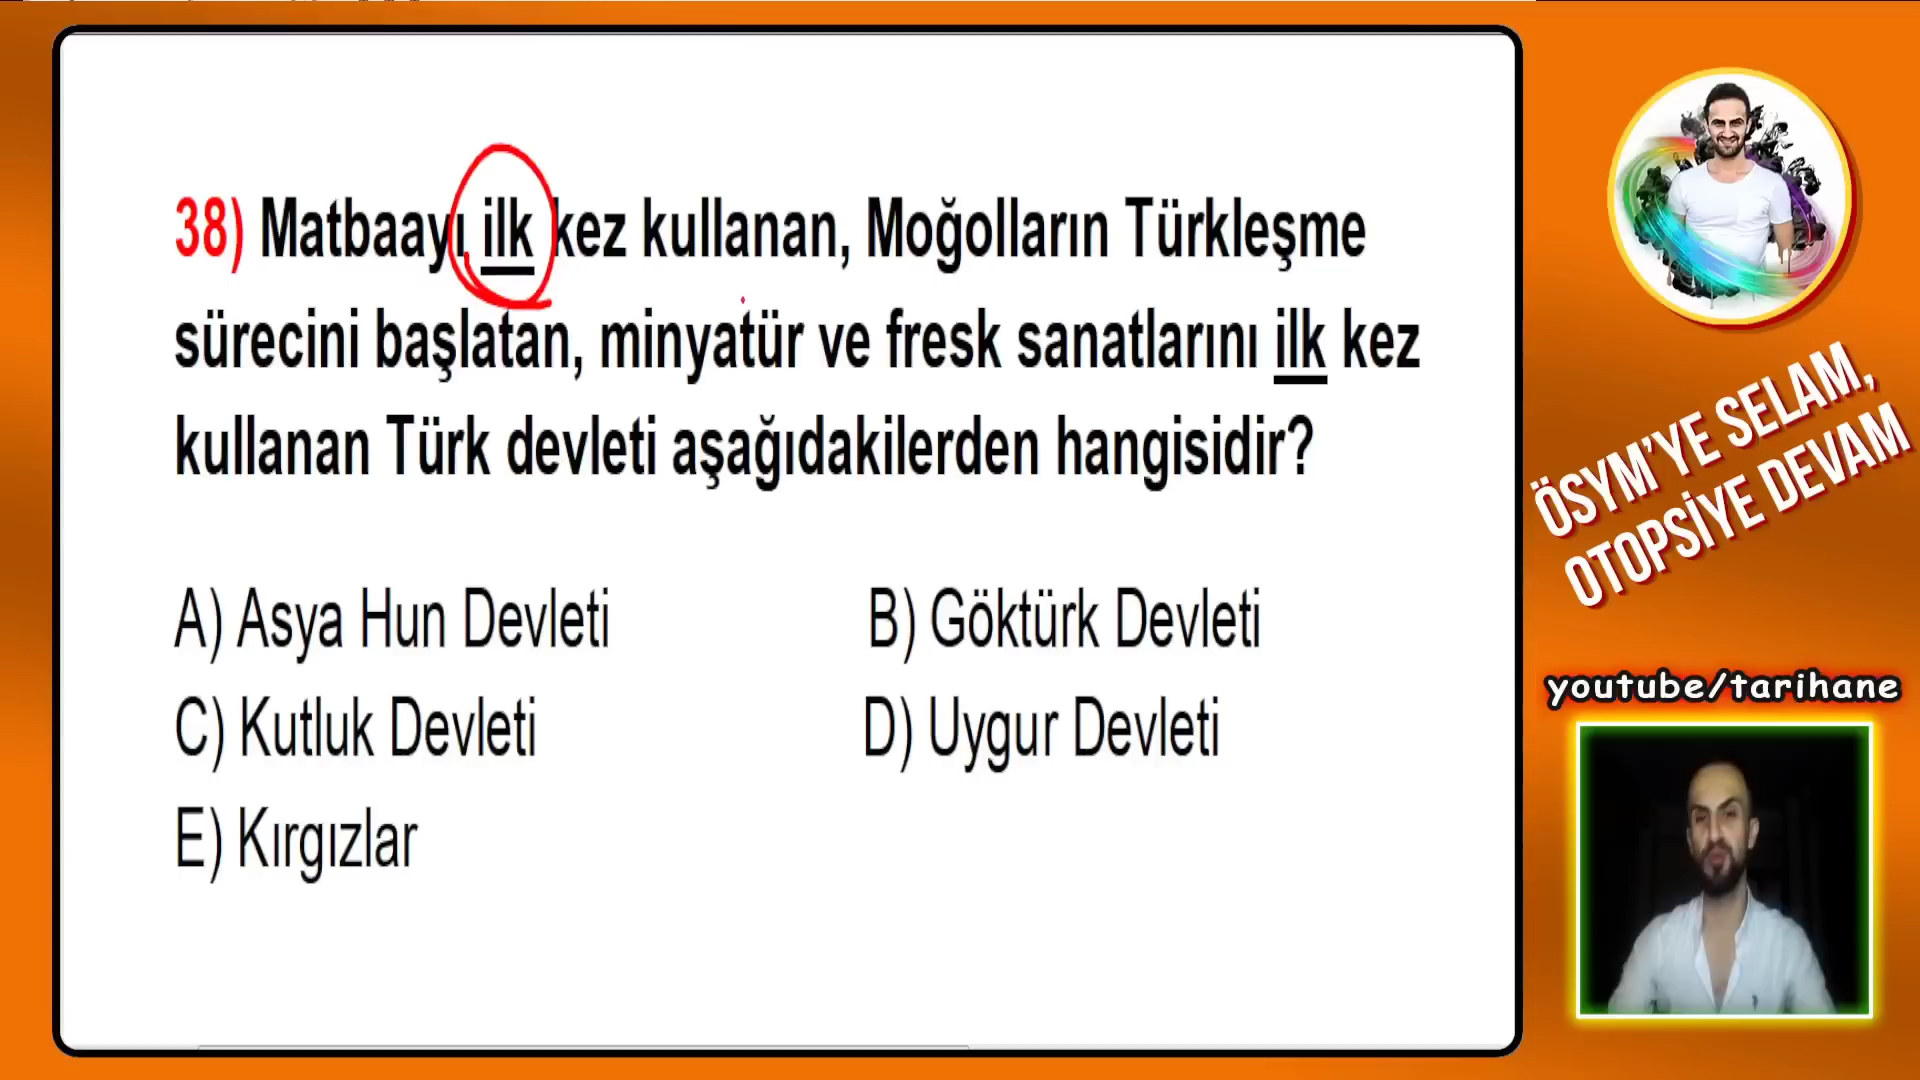 38) Matbaayı ilk kez kullanan, Moğolların Türkleşme
sürecini başlatan, minyatür ve fresk sanatlarını ilk kez
kullanan Türk devleti aşağıdakilerden hangisidir?
A) Asya Hun Devleti
B) Göktürk Devleti
C) Kutluk Devleti
D) Uygur Devleti
E) Kırgızlar
ÖSYM'YE SELAM,
OTOPSİYE DEVAM
youtube/tarihane